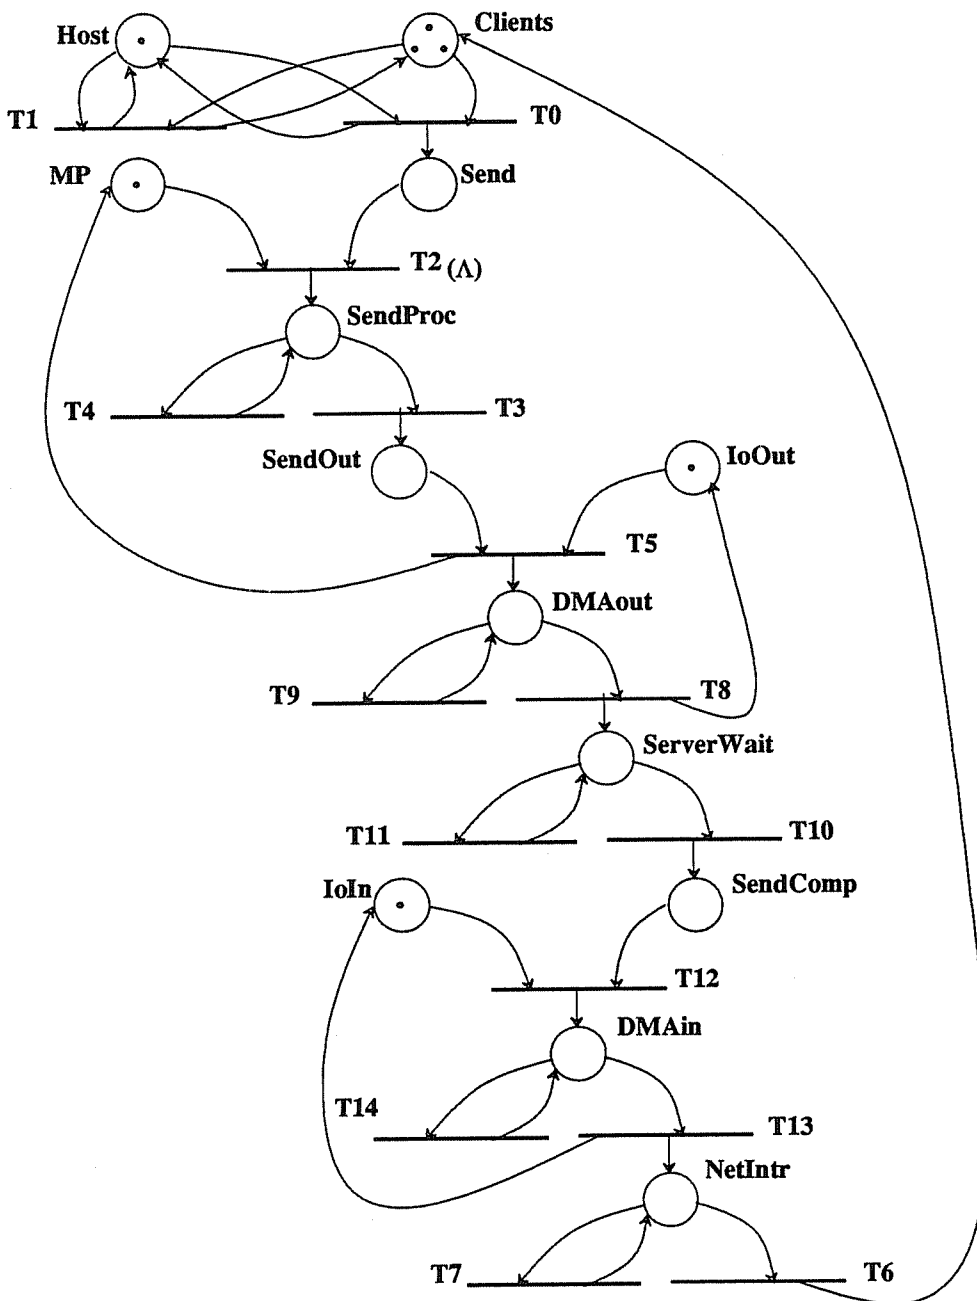 Host
Clients
T1
T0
MP
Send
T2 (Λ)
SendProc
T4
T3
SendOut
IoOut
T5
DMAout
T9
T8
ServerWait
T11
T10
IoIn
SendComp
T12
DMAin
T14
T13
NetIntr
T7
T6